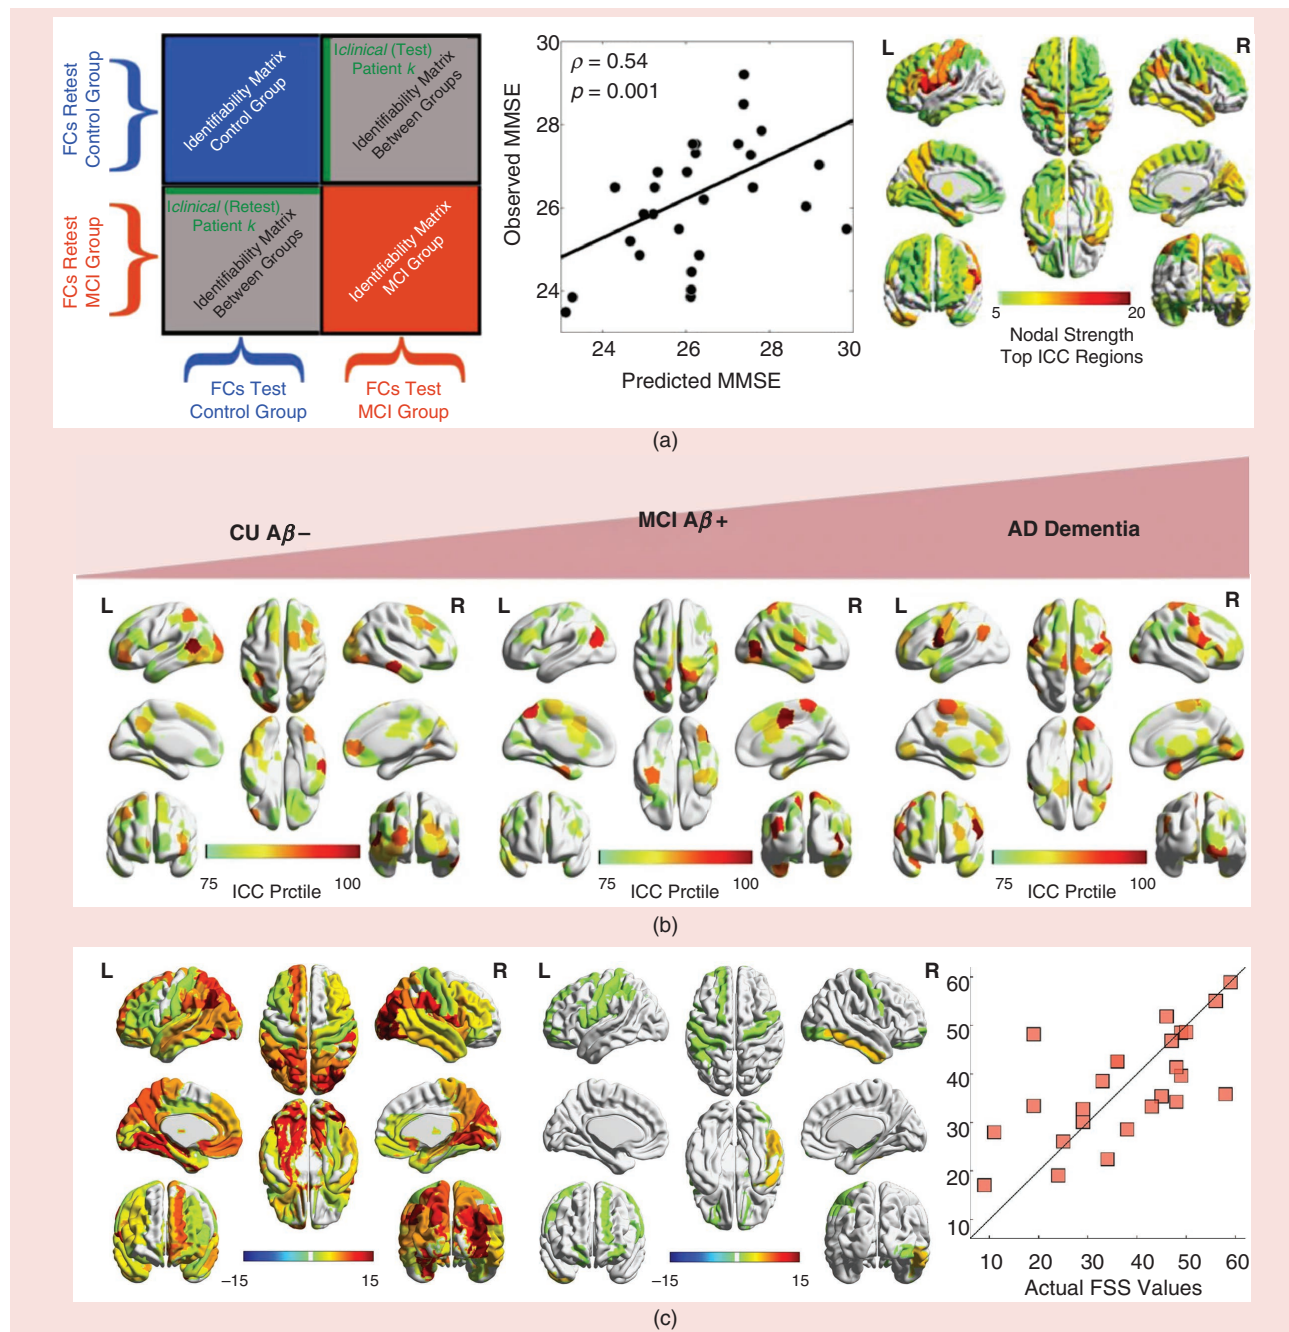 FCs Retest
Control Group
FCs Retest
MCI Group
Identifiability Matrix
Control Group
Iclinical (Test)
Patient k
Identifiability Matrix
Between Groups
Iclinical (Retest)
Patient k
Identifiability Matrix
Between Groups
Identifiability Matrix
MCI Group
FCs Test
Control Group
FCs Test
MCI Group
ρ = 0.54
p = 0.001
Observed MMSE
30
28
26
24
24 26 28 30
Predicted MMSE
L R
5 20
Nodal Strength
Top ICC Regions
(a)
CU Aβ−
MCI Aβ+
AD Dementia
L R
75 100
ICC Prctile
L R
75 100
ICC Prctile
L R
75 100
ICC Prctile
(b)
L R
−15 15
L R
−15 15
60
50
40
30
20
10
10 20 30 40 50 60
Actual FSS Values
(c)